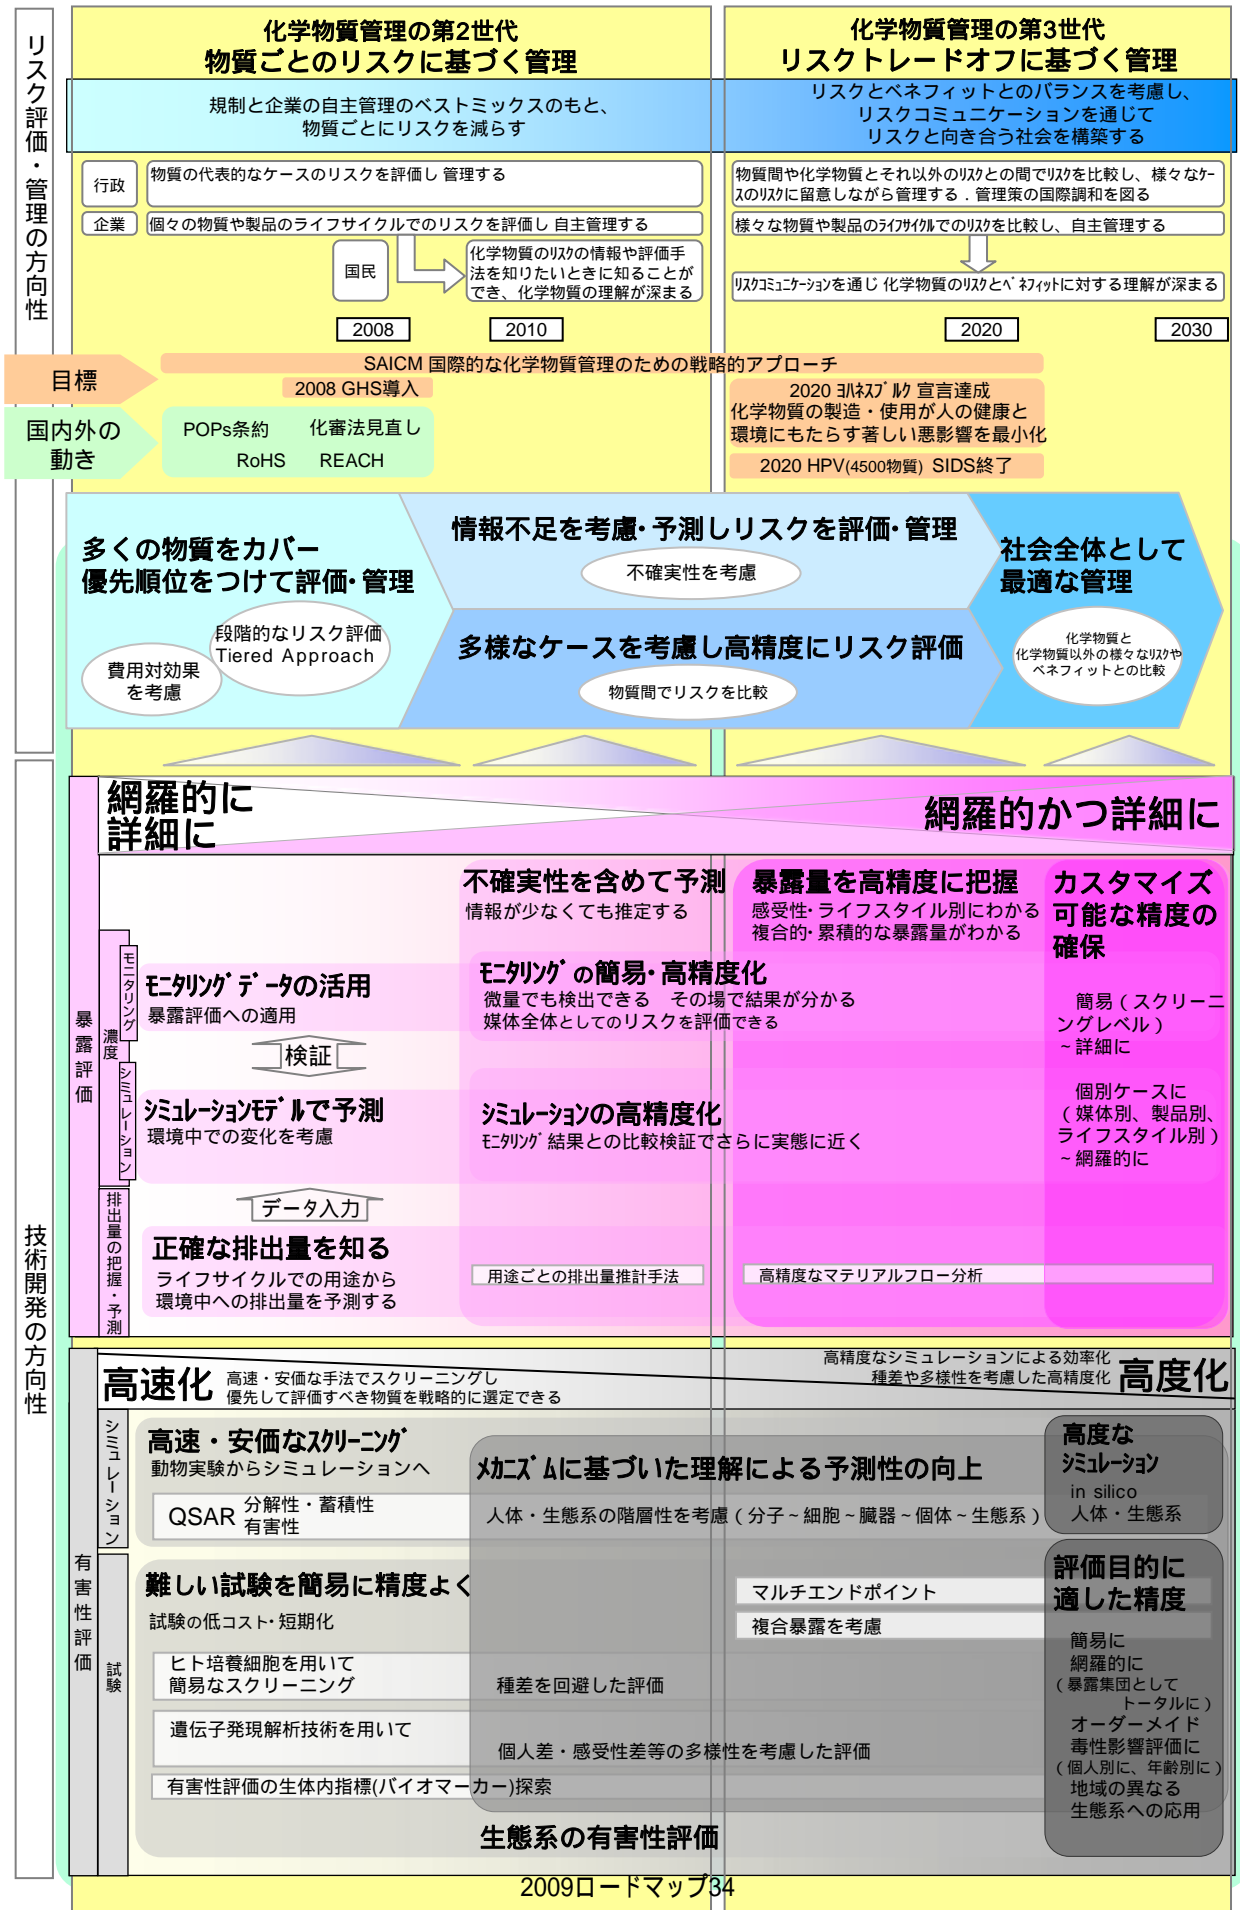 リスク評価・管理の方向性
化学物質管理の第2世代
物質ごとのリスクに基づく管理
規制と企業の自主管理のベストミックスのもと、
物質ごとにリスクを減らす
行政
物質の代表的なケースのリスクを評価し 管理する
企業
個々の物質や製品のライフサイクルでのリスクを評価し 自主管理する
国民
化学物質のリスクの情報や評価手
法を知りたいときに知ることが
でき、化学物質の理解が深まる
化学物質管理の第3世代
リスクトレードオフに基づく管理
リスクとベネフィットとのバランスを考慮し、
リスクコミュニケーションを通じて
リスクと向き合う社会を構築する
物質間や化学物質とそれ以外のリスクとの間でリスクを比較し、様々なケー
スのリスクに留意しながら管理する．管理策の国際調和を図る
様々な物質や製品のライフサイクルでのリスクを比較し、自主管理する
リスクコミュニケーションを通じ 化学物質のリスクとベネフィットに対する理解が深まる
2008
2010
2020
2030
目標
SAICM 国際的な化学物質管理のための戦略的アプローチ
2008 GHS導入
2020 ヨハネスブルク 宣言達成
化学物質の製造・使用が人の健康と
環境にもたらす著しい悪影響を最小化
国内外の
動き
POPs条約 化審法見直し
RoHS REACH
2020 HPV(4500物質) SIDS終了
多くの物質をカバー
優先順位をつけて評価・管理
段階的なリスク評価
Tiered Approach
費用対効果
を考慮
情報不足を考慮・予測しリスクを評価・管理
不確実性を考慮
多様なケースを考慮し高精度にリスク評価
物質間でリスクを比較
社会全体として
最適な管理
化学物質と
化学物質以外の様々なリスクや
ベネフィットとの比較
技術開発の方向性
網羅的に
詳細に
網羅的かつ詳細に
暴露評価
濃度
モニタリング
シミュレーション
排出量の把握・予測
不確実性を含めて予測
情報が少なくても推定する
暴露量を高精度に把握
感受性・ライフスタイル別にわかる
複合的・累積的な暴露量がわかる
カスタマイズ
可能な精度の
確保
簡易（スクリーニ
ングレベル）
~詳細に
個別ケースに
（媒体別、製品別、
ライフスタイル別）
~網羅的に
モニタリングデータの活用
暴露評価への適用
モニタリングの簡易・高精度化
微量でも検出できる その場で結果が分かる
媒体全体としてのリスクを評価できる
検証
シミュレーションモデルで予測
環境中での変化を考慮
シミュレーションの高精度化
モニタリング結果との比較検証でさらに実態に近く
データ入力
正確な排出量を知る
ライフサイクルでの用途から
環境中への排出量を予測する
用途ごとの排出量推計手法
高精度なマテリアルフロー分析
有害性評価
シミュレーション
試験
高速化
高速・安価な手法でスクリーニングし
優先して評価すべき物質を戦略的に選定できる
高精度なシミュレーションによる効率化
種差や多様性を考慮した高精度化
高度化
高速・安価なスクリーニング
動物実験からシミュレーションへ
QSAR
分解性・蓄積性
有害性
メカニズムに基づいた理解による予測性の向上
人体・生態系の階層性を考慮（分子~細胞~臓器~個体~生態系）
高度な
シミュレーション
in silico
人体・生態系
難しい試験を簡易に精度よく
試験の低コスト・短期化
マルチエンドポイント
複合暴露を考慮
ヒト培養細胞を用いて
簡易なスクリーニング
種差を回避した評価
遺伝子発現解析技術を用いて
個人差・感受性差等の多様性を考慮した評価
有害性評価の生体内指標(バイオマーカー)探索
生態系の有害性評価
評価目的に
適した精度
簡易に
網羅的に
（暴露集団として
トータルに）
オーダーメイド
毒性影響評価に
（個人別に、年齢別に）
地域の異なる
生態系への応用
2009ロードマップ34